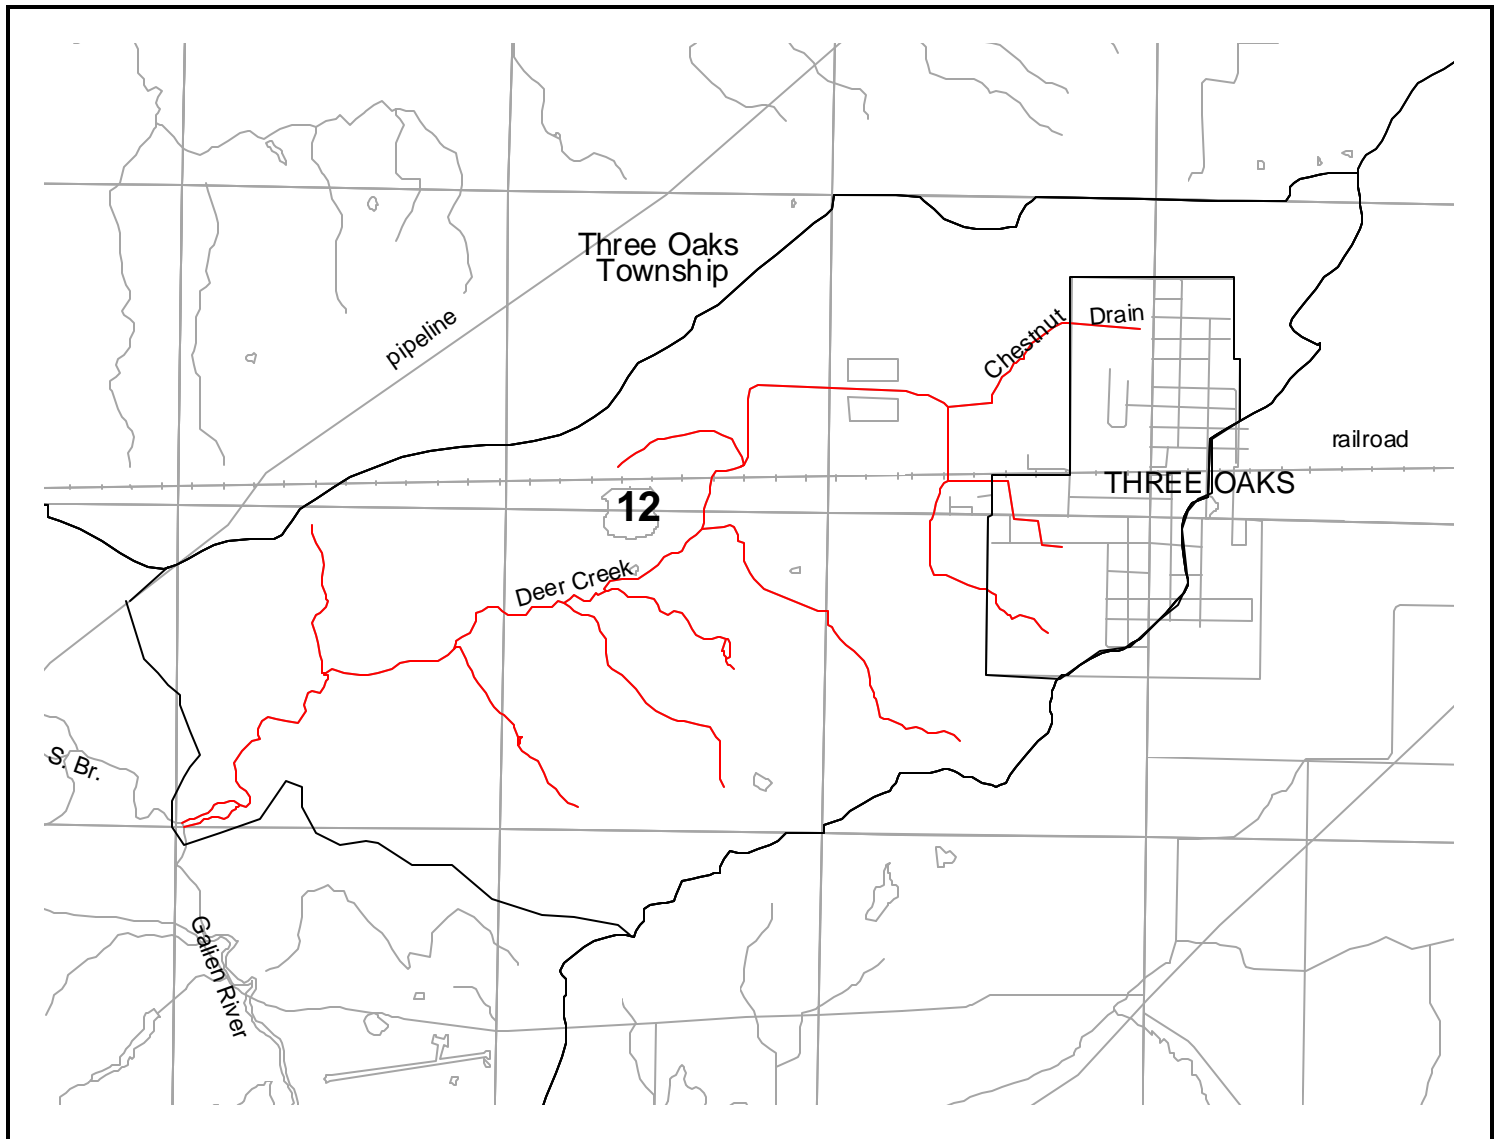 Three Oaks
Township
pipeline
Chestnut
Drain
railroad
THREE OAKS
12
Deer Creek
S. Br.
Galien River